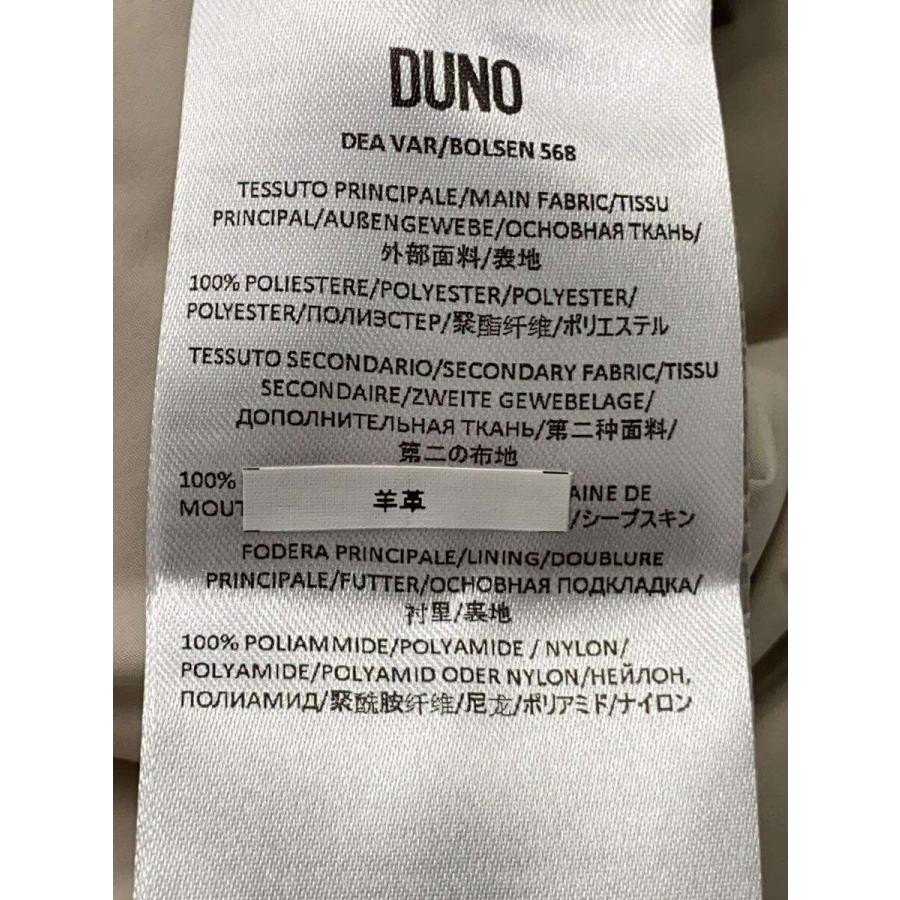 DUNO
DEA VAR/BOLSEN 568
TESSUTO PRINCIPALE/MAIN FABRIC/TISSU
PRINCIPAL/AUßENGEWEBE/ОСНОВНАЯ ТКАНЬ/
外部面料/表地
100% POLIESTERE/POLYESTER/POLYESTER/
POLYESTER/ПОЛИЭСТЕР/聚酯纤维/ポリエステル
TESSUTO SECONDARIO/SECONDARY FABRIC/TISSU
SECONDAIRE/ZWEITE GEWEBELAGE/
ДОПОЛНИТЕЛЬНАЯ ТКАНЬ/第二种面料/
第二の布地
100% AINE DE
MOUT 羊革 /シープスキン
FODERA PRINCIPALE/LINING/DOUBLURE
PRINCIPALE/FUTTER/ОСНОВНАЯ ПОДКЛАДКА/
衬里/裏地
100% POLIAMMIDE/POLYAMIDE / NYLON/
POLYAMIDE/POLYAMID ODER NYLON/НЕЙЛОН,
ПОЛИАМИД/聚酰胺纤维/尼龙/ポリアミド/ナイロン